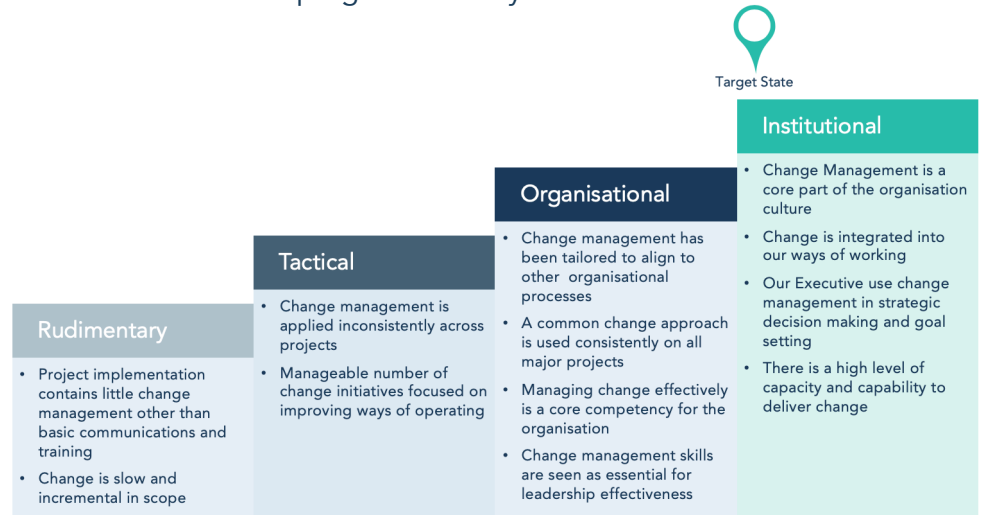 Target State
Institutional
• Change Management is a
core part of the organisation
culture
• Change is integrated into
our ways of working
• Our Executive use change
management in strategic
decision making and goal
setting
• There is a high level of
capacity and capability to
deliver change
Organisational
• Change management has
been tailored to align to
other organisational
processes
• A common change approach
is used consistently on all
major projects
• Managing change effectively
is a core competency for the
organisation
• Change management skills
are seen as essential for
leadership effectiveness
Tactical
• Change management is
applied inconsistently across
projects
• Manageable number of
change initiatives focused on
improving ways of operating
Rudimentary
• Project implementation
contains little change
management other than
basic communications and
training
• Change is slow and
incremental in scope